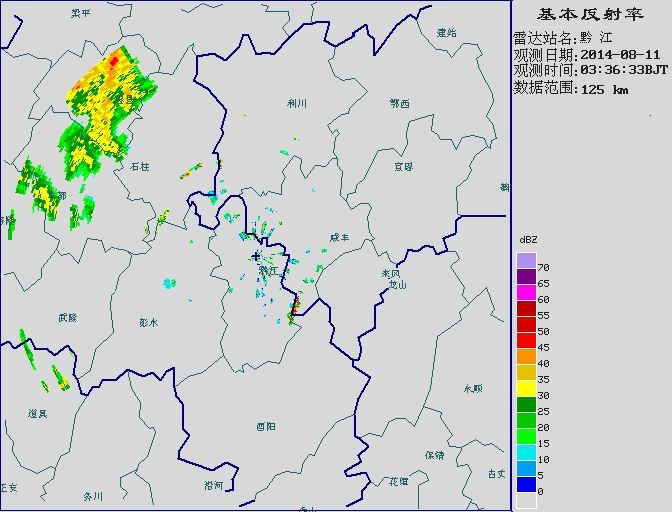 基本反射率
雷达站名:黔 江
观测日期:2014-08-11
观测时间:03:36:33BJT
数据范围:125 km
dBZ
70
65
60
55
50
45
40
35
30
25
20
15
10
5
0
梁平
建始
利川
鄂西
石柱
宣恩
咸丰
黔江
来凤
龙山
武隆
彭水
道真
酉阳
永顺
保靖
古丈
花垣
沿河
务川
正安